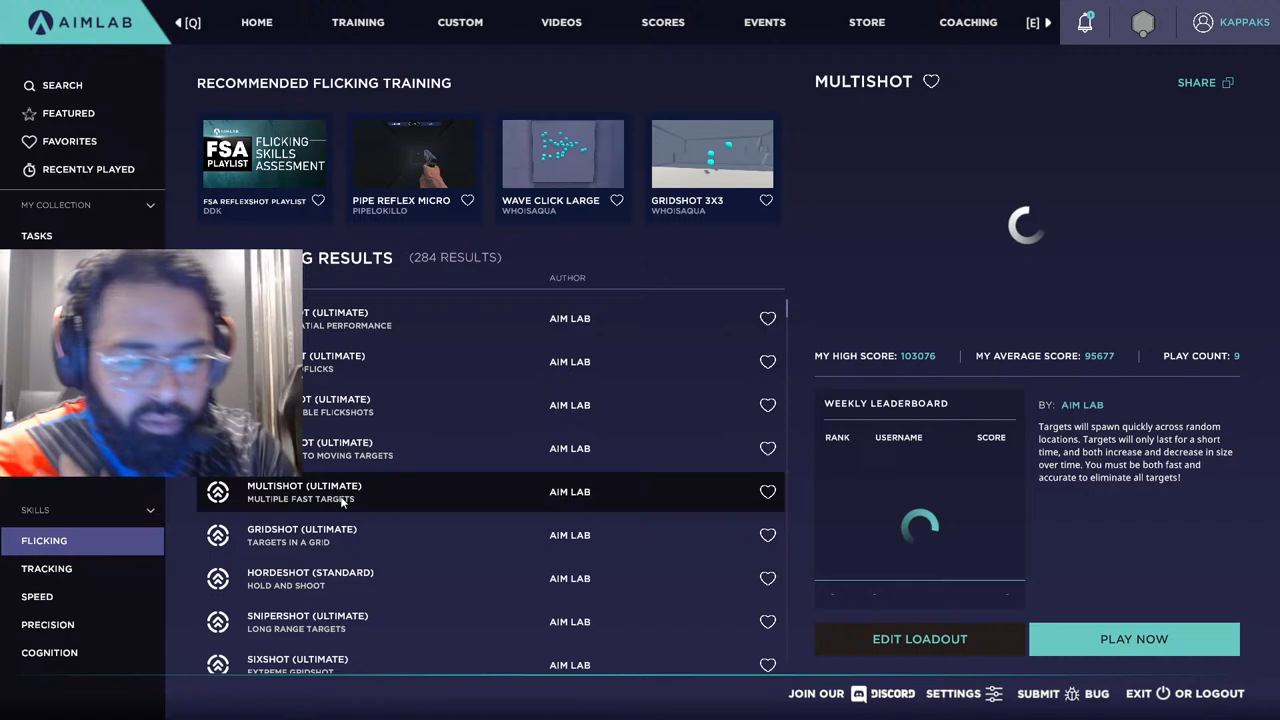 AIMLAB
[Q]
HOME
TRAINING
CUSTOM
VIDEOS
SCORES
EVENTS
STORE
COACHING
[E]
KAPPAKS
SEARCH
FEATURED
FAVORITES
RECENTLY PLAYED
MY COLLECTION
TASKS
SKILLS
FLICKING
TRACKING
SPEED
PRECISION
COGNITION
RECOMMENDED FLICKING TRAINING
AIMLAB
FSA
PLAYLIST
FLICKING
SKILLS
ASSESMENT
FSA REFLEXSHOT PLAYLIST
DDK
PIPE REFLEX MICRO
PIPELOKILLO
WAVE CLICK LARGE
WHOISAQUA
GRIDSHOT 3X3
WHOISAQUA
G RESULTS (284 RESULTS)
AUTHOR
OT (ULTIMATE)
ATIAL PERFORMANCE
AIM LAB
T (ULTIMATE)
FLICKS
AIM LAB
OT (ULTIMATE)
BLE FLICKSHOTS
AIM LAB
OT (ULTIMATE)
TO MOVING TARGETS
AIM LAB
MULTISHOT (ULTIMATE)
MULTIPLE FAST TARGETS
AIM LAB
GRIDSHOT (ULTIMATE)
TARGETS IN A GRID
AIM LAB
HORDESHOT (STANDARD)
HOLD AND SHOOT
AIM LAB
SNIPERSHOT (ULTIMATE)
LONG RANGE TARGETS
AIM LAB
SIXSHOT (ULTIMATE)
EXTREME GRIDSHOT
AIM LAB
MULTISHOT
SHARE
MY HIGH SCORE: 103076
MY AVERAGE SCORE: 95677
PLAY COUNT: 9
WEEKLY LEADERBOARD
RANK USERNAME SCORE
- - -
BY: AIM LAB
Targets will spawn quickly across random
locations. Targets will only last for a short
time, and both increase and decrease in size
over time. You must be both fast and
accurate to eliminate all targets!
EDIT LOADOUT
PLAY NOW
JOIN OUR DISCORD
SETTINGS
SUBMIT BUG
EXIT OR LOGOUT